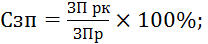 Сзп = ЗП рк / ЗПр × 100%;